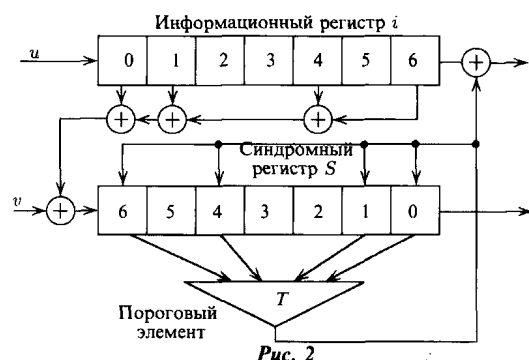 Информационный регистр i
u
0 1 2 3 4 5 6
Синдромный
регистр S
v
6 5 4 3 2 1 0
T
Пороговый
элемент
Рис. 2